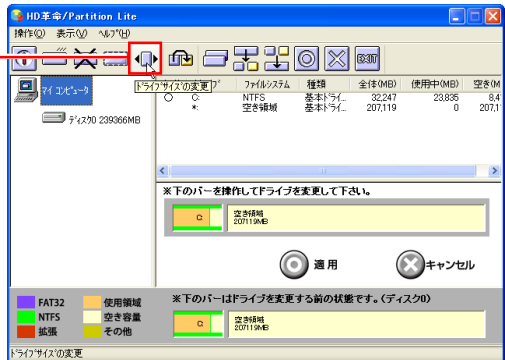 HD革命/Partition Lite
操作(O) 表示(V) ヘルプ(H)
EXIT
マイ コンピュータ
ディスク0 239366MB
ドライブサイズの変更
ファイルシステム 種類 全体(MB) 使用中(MB) 空き(M
C: NTFS 基本ドライ... 32,247 23,835 8,4
*: 空き領域 基本ドライ... 207,119 0 207,1
※下のバーを操作してドライブを変更して下さい。
C 空き領域
207119MB
適用 キャンセル
FAT32 使用領域
NTFS 空き容量
拡張 その他
※下のバーはドライブを変更する前の状態です。(ディスク0)
C 空き領域
207119MB
ドライブサイズの変更